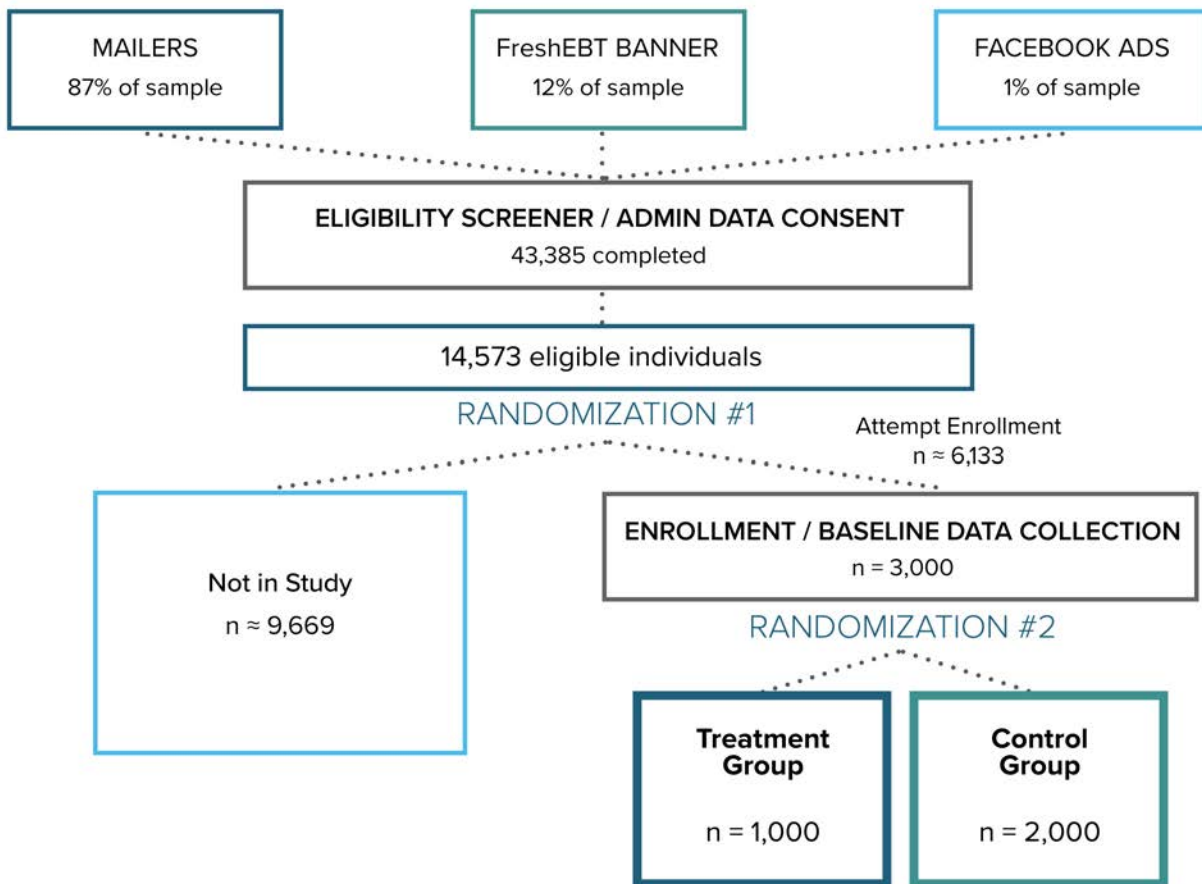 MAILERS
87% of sample
FreshEBT BANNER
12% of sample
FACEBOOK ADS
1% of sample
ELIGIBILITY SCREENER / ADMIN DATA CONSENT
43,385 completed
14,573 eligible individuals
RANDOMIZATION #1
Attempt Enrollment
n ≈ 6,133
Not in Study
n ≈ 9,669
ENROLLMENT / BASELINE DATA COLLECTION
n = 3,000
RANDOMIZATION #2
Treatment
Group
n = 1,000
Control
Group
n = 2,000